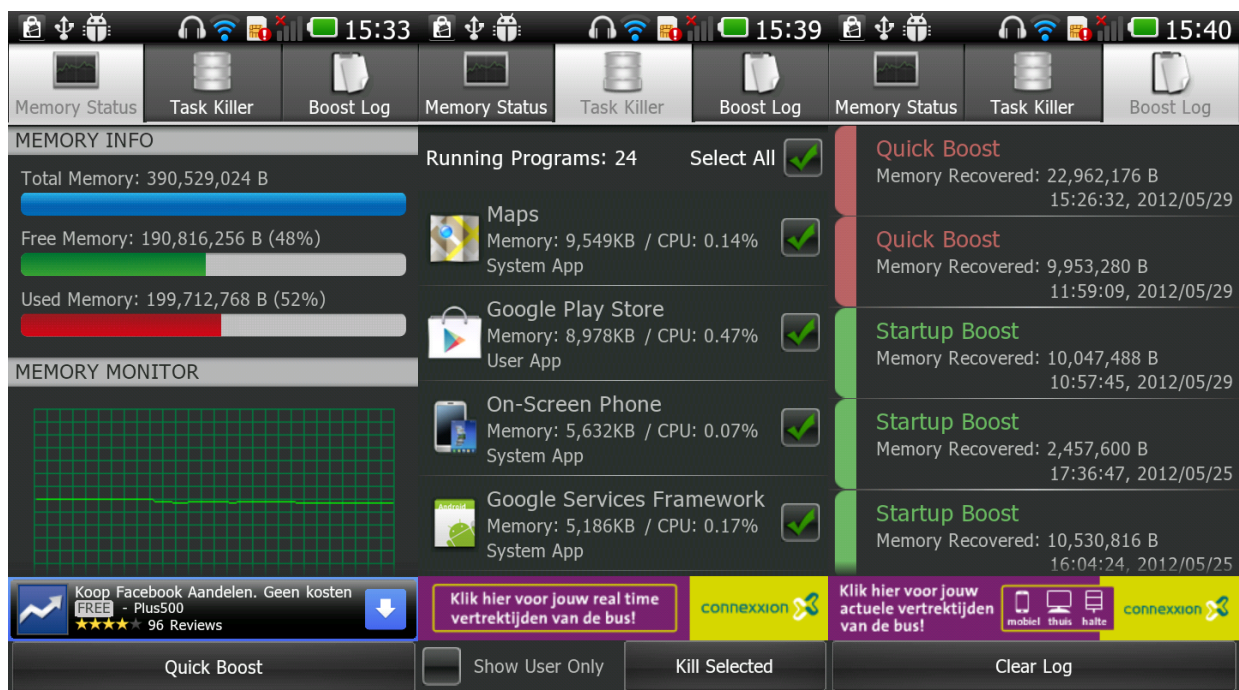 15:33
Memory Status
Task Killer
Boost Log
MEMORY INFO
Total Memory: 390,529,024 B
Free Memory: 190,816,256 B (48%)
Used Memory: 199,712,768 B (52%)
MEMORY MONITOR
Koop Facebook Aandelen. Geen kosten
FREE - Plus500
96 Reviews
Quick Boost
15:39
Memory Status
Task Killer
Boost Log
Running Programs: 24
Select All
Maps
Memory: 9,549KB / CPU: 0.14%
System App
Google Play Store
Memory: 8,978KB / CPU: 0.47%
User App
On-Screen Phone
Memory: 5,632KB / CPU: 0.07%
System App
Android
Google Services Framework
Memory: 5,186KB / CPU: 0.17%
System App
Klik hier voor jouw real time
vertrektijden van de bus!
connexxion
Show User Only
Kill Selected
15:40
Memory Status
Task Killer
Boost Log
Quick Boost
Memory Recovered: 22,962,176 B
15:26:32, 2012/05/29
Quick Boost
Memory Recovered: 9,953,280 B
11:59:09, 2012/05/29
Startup Boost
Memory Recovered: 10,047,488 B
10:57:45, 2012/05/29
Startup Boost
Memory Recovered: 2,457,600 B
17:36:47, 2012/05/25
Startup Boost
Memory Recovered: 10,530,816 B
16:04:24, 2012/05/25
Klik hier voor jouw
actuele vertrektijden
van de bus!
mobiel thuis halte
connexxion
Clear Log